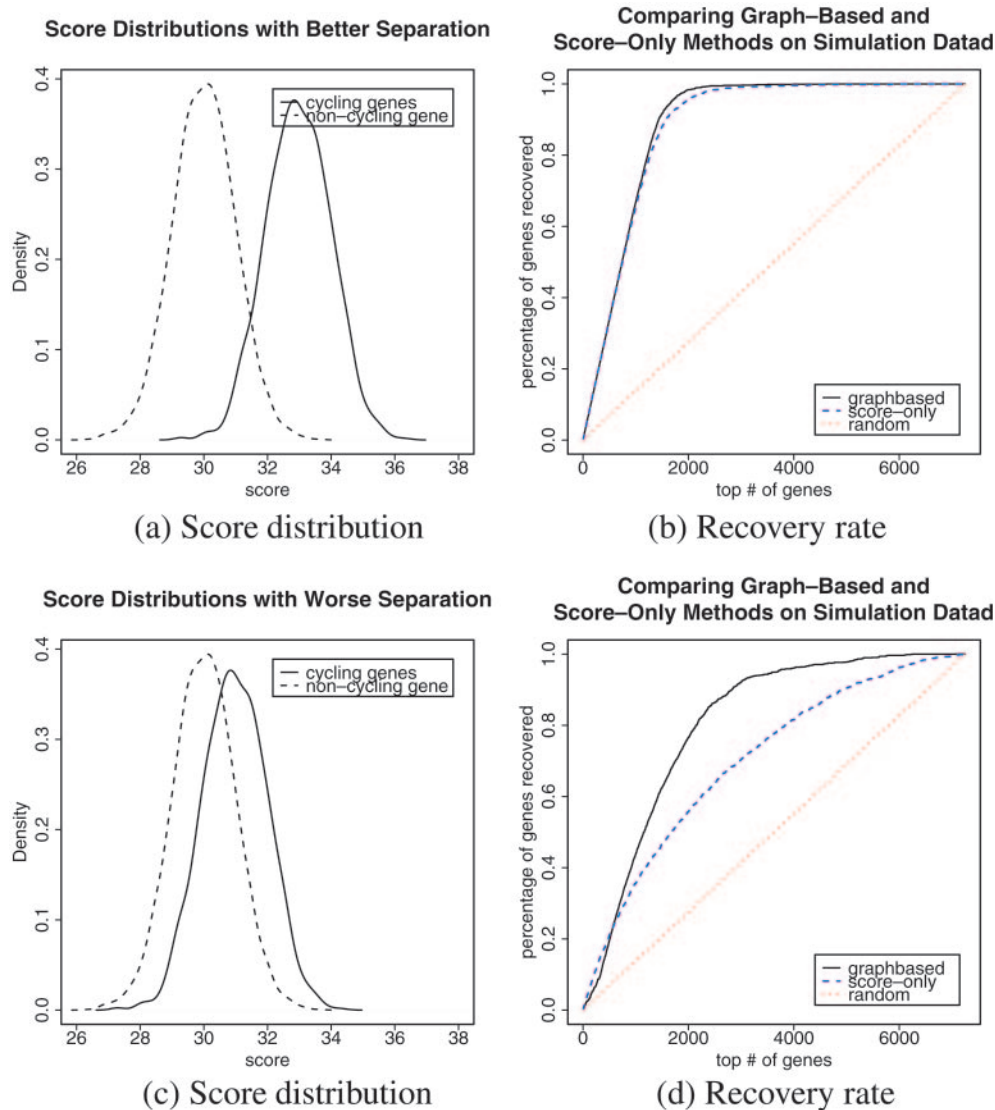 Score Distributions with Better Separation
Density
0.0 0.1 0.2 0.3 0.4
cycling genes
non–cycling gene
26 28 30 32 34 36 38
score
(a) Score distribution
Comparing Graph–Based and
Score–Only Methods on Simulation Datad
percentage of genes recovered
0.0 0.2 0.4 0.6 0.8 1.0
graphbased
score–only
random
0 2000 4000 6000
top # of genes
(b) Recovery rate
Score Distributions with Worse Separation
Density
0.0 0.1 0.2 0.3 0.4
cycling genes
non–cycling gene
26 28 30 32 34 36 38
score
(c) Score distribution
Comparing Graph–Based and
Score–Only Methods on Simulation Datad
percentage of genes recovered
0.0 0.2 0.4 0.6 0.8 1.0
graphbased
score–only
random
0 2000 4000 6000
top # of genes
(d) Recovery rate